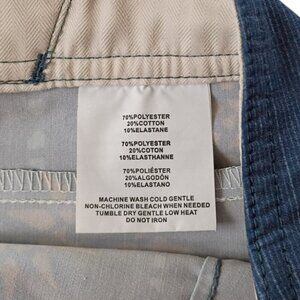 70%POLYESTER
20%COTTON
10%ELASTANE
70%POLYESTER
20%COTON
10%ELASTHANNE
70%POLIÉSTER
20%ALGODÓN
10%ELASTANO
MACHINE WASH COLD GENTLE
NON-CHLORINE BLEACH WHEN NEEDED
TUMBLE DRY GENTLE LOW HEAT
DO NOT IRON